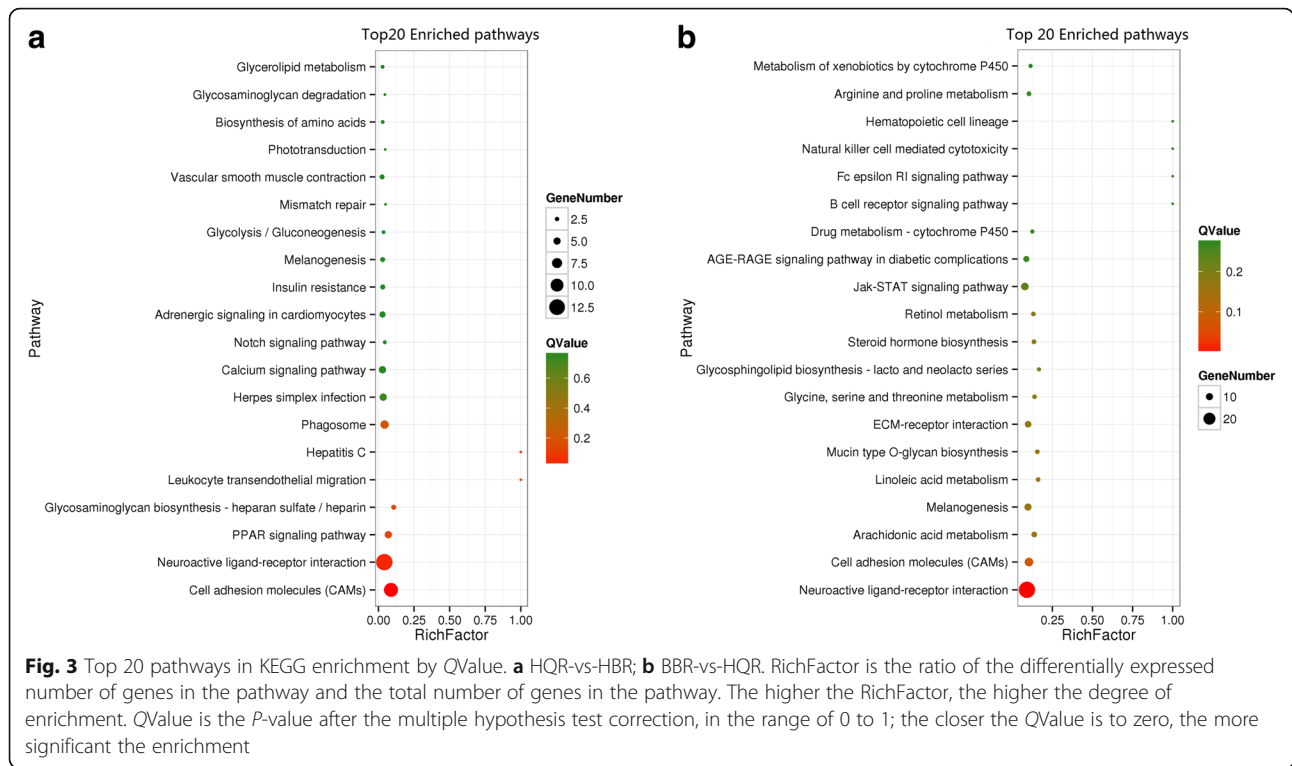 a
Top20 Enriched pathways
Glycerolipid metabolism
Glycosaminoglycan degradation
Biosynthesis of amino acids
Phototransduction
Vascular smooth muscle contraction
Mismatch repair
Glycolysis / Gluconeogenesis
Melanogenesis
Insulin resistance
Adrenergic signaling in cardiomyocytes
Notch signaling pathway
Calcium signaling pathway
Herpes simplex infection
Phagosome
Hepatitis C
Leukocyte transendothelial migration
Glycosaminoglycan biosynthesis - heparan sulfate / heparin
PPAR signaling pathway
Neuroactive ligand-receptor interaction
Cell adhesion molecules (CAMs)
Pathway
0.00 0.25 0.50 0.75 1.00
RichFactor
GeneNumber
2.5
5.0
7.5
10.0
12.5
QValue
0.6
0.4
0.2
b
Top 20 Enriched pathways
Metabolism of xenobiotics by cytochrome P450
Arginine and proline metabolism
Hematopoietic cell lineage
Natural killer cell mediated cytotoxicity
Fc epsilon RI signaling pathway
B cell receptor signaling pathway
Drug metabolism - cytochrome P450
AGE-RAGE signaling pathway in diabetic complications
Jak-STAT signaling pathway
Retinol metabolism
Steroid hormone biosynthesis
Glycosphingolipid biosynthesis - lacto and neolacto series
Glycine, serine and threonine metabolism
ECM-receptor interaction
Mucin type O-glycan biosynthesis
Linoleic acid metabolism
Melanogenesis
Arachidonic acid metabolism
Cell adhesion molecules (CAMs)
Neuroactive ligand-receptor interaction
Pathway
0.25 0.50 0.75 1.00
RichFactor
QValue
0.2
0.1
GeneNumber
10
20
Fig. 3 Top 20 pathways in KEGG enrichment by QValue. a HQR-vs-HBR; b BBR-vs-HQR. RichFactor is the ratio of the differentially expressed
number of genes in the pathway and the total number of genes in the pathway. The higher the RichFactor, the higher the degree of
enrichment. QValue is the P-value after the multiple hypothesis test correction, in the range of 0 to 1; the closer the QValue is to zero, the more
significant the enrichment